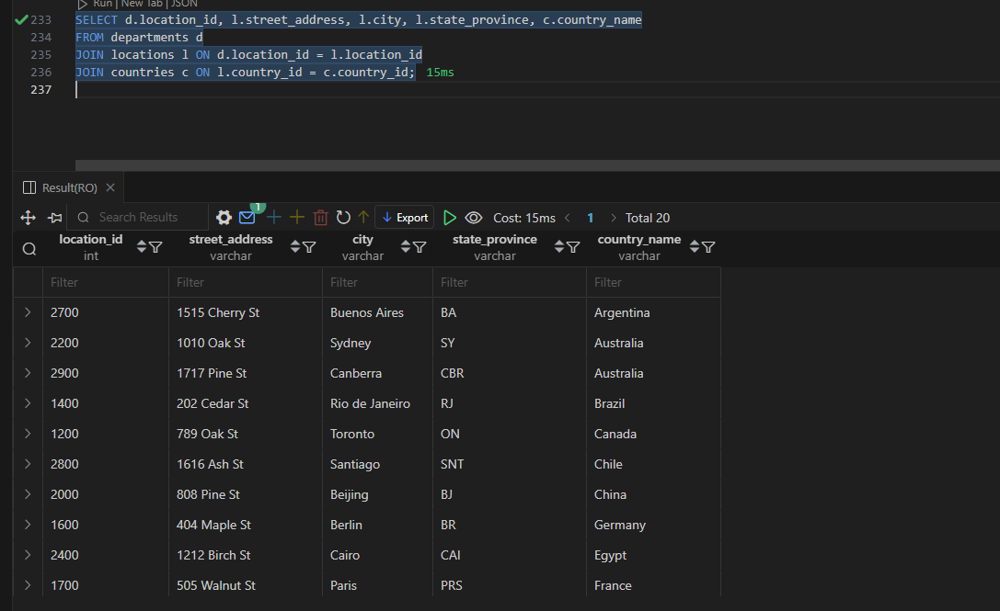 Run | New Tab | JSON
233 SELECT d.location_id, l.street_address, l.city, l.state_province, c.country_name
234 FROM departments d
235 JOIN locations l ON d.location_id = l.location_id
236 JOIN countries c ON l.country_id = c.country_id; 15ms
237
Result(RO)
Search Results 1 Export Cost: 15ms 1 Total 20
location_id street_address city state_province country_name
int varchar varchar varchar varchar
Filter Filter Filter Filter Filter
2700 1515 Cherry St Buenos Aires BA Argentina
2200 1010 Oak St Sydney SY Australia
2900 1717 Pine St Canberra CBR Australia
1400 202 Cedar St Rio de Janeiro RJ Brazil
1200 789 Oak St Toronto ON Canada
2800 1616 Ash St Santiago SNT Chile
2000 808 Pine St Beijing BJ China
1600 404 Maple St Berlin BR Germany
2400 1212 Birch St Cairo CAI Egypt
1700 505 Walnut St Paris PRS France